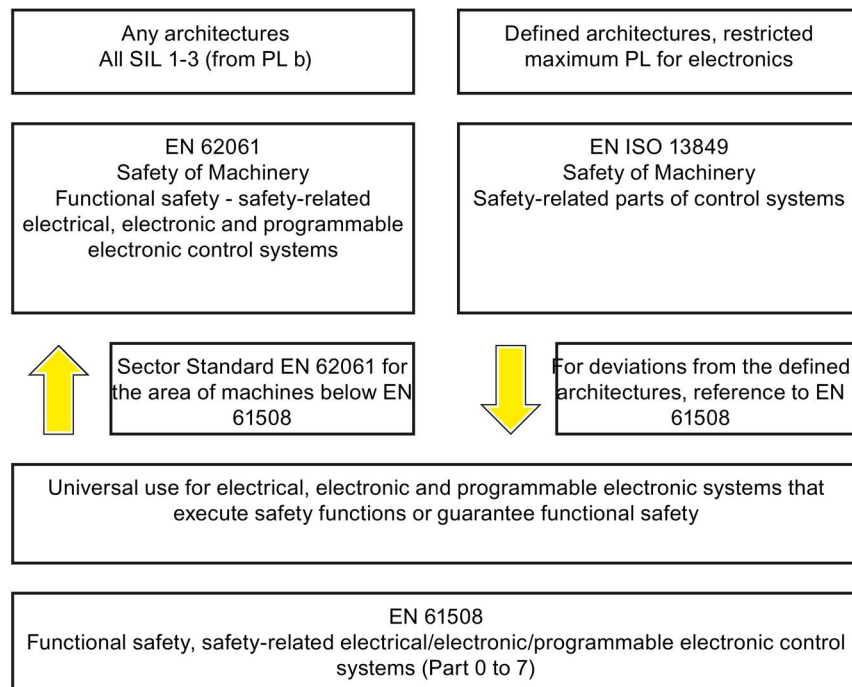 Any architectures
All SIL 1-3 (from PL b)
Defined architectures, restricted
maximum PL for electronics
EN 62061
Safety of Machinery
Functional safety - safety-related
electrical, electronic and programmable
electronic control systems
EN ISO 13849
Safety of Machinery
Safety-related parts of control systems
Sector Standard EN 62061 for
the area of machines below EN
61508
For deviations from the defined
architectures, reference to EN
61508
Universal use for electrical, electronic and programmable electronic systems that
execute safety functions or guarantee functional safety
EN 61508
Functional safety, safety-related electrical/electronic/programmable electronic control
systems (Part 0 to 7)